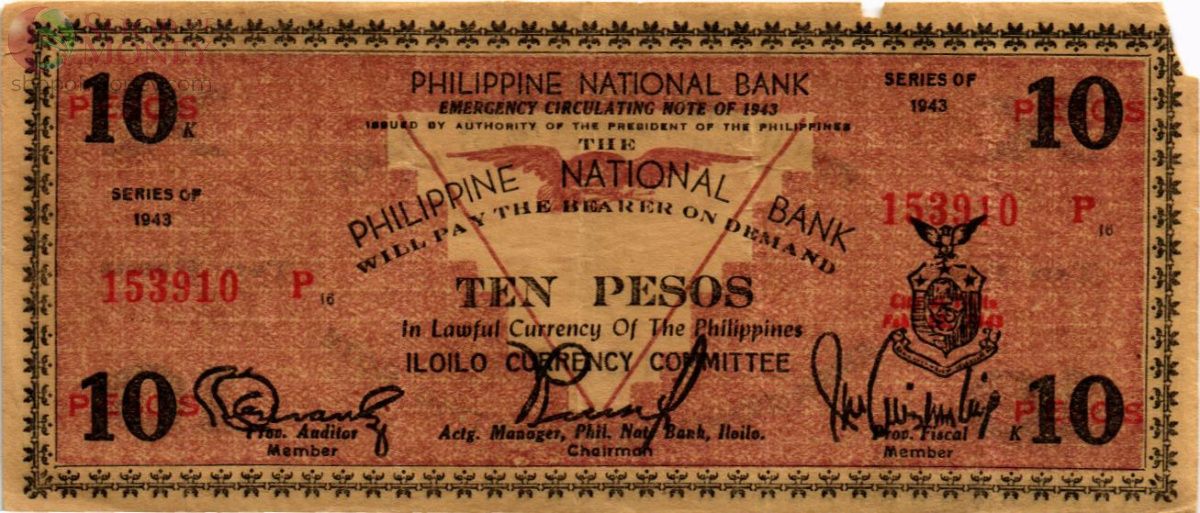 PHILIPPINE NATIONAL BANK
EMERGENCY CIRCULATING NOTE OF 1943
ISSUED BY AUTHORITY OF THE PRESIDENT OF THE PHILIPPINES
SERIES OF
1943
10
PESOS
K
10
PESOS
THE
PHILIPPINE NATIONAL BANK
WILL PAY THE BEARER ON DEMAND
SERIES OF
1943
153910 P
16
153910 P
16
TEN PESOS
In Lawful Currency Of The Philippines
ILOILO CURRENCY COMMITTEE
10
PESOS
Prov. Auditor
Member
Actg. Manager, Phil. Nat. Bank, Iloilo.
Chairman
Prov. Fiscal
Member
K
10
PESOS